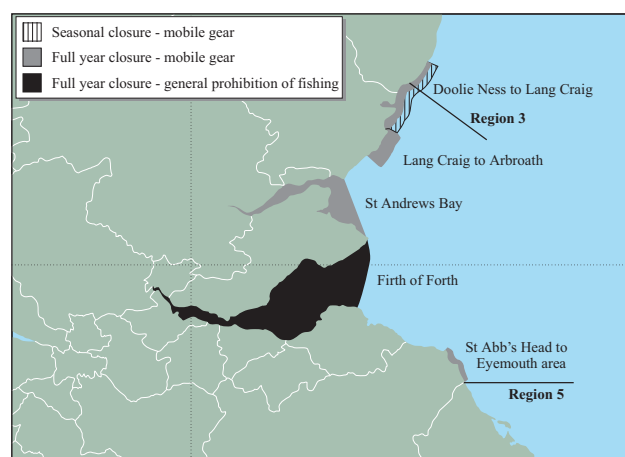 Seasonal closure - mobile gear
Full year closure - mobile gear
Full year closure - general prohibition of fishing
Doolie Ness to Lang Craig
Region 3
Lang Craig to Arbroath
St Andrews Bay
Firth of Forth
St Abb's Head to
Eyemouth area
Region 5